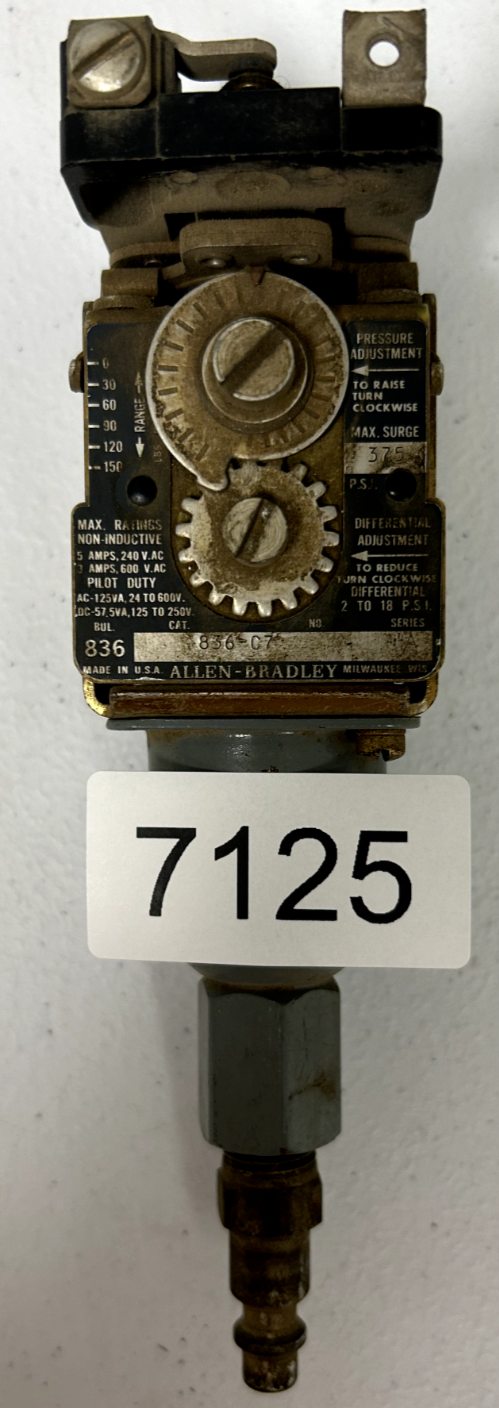 0
30
60
90
120
150
RANGE
PRESSURE
ADJUSTMENT
TO RAISE
TURN
CLOCKWISE
MAX. SURGE
375
P.S.I.
MAX. RATINGS
NON-INDUCTIVE
5 AMPS, 240 V.AC
3 AMPS, 600 V.AC
PILOT DUTY
AC-125VA, 24 TO 600V.
DC-57.5VA, 125 TO 250V.
DIFFERENTIAL
ADJUSTMENT
TO REDUCE
TURN CLOCKWISE
DIFFERENTIAL
2 TO 18 P.S.I.
BUL. CAT. NO. SERIES
836 836-C7
MADE IN U.S.A. ALLEN-BRADLEY MILWAUKEE, WIS.
7125